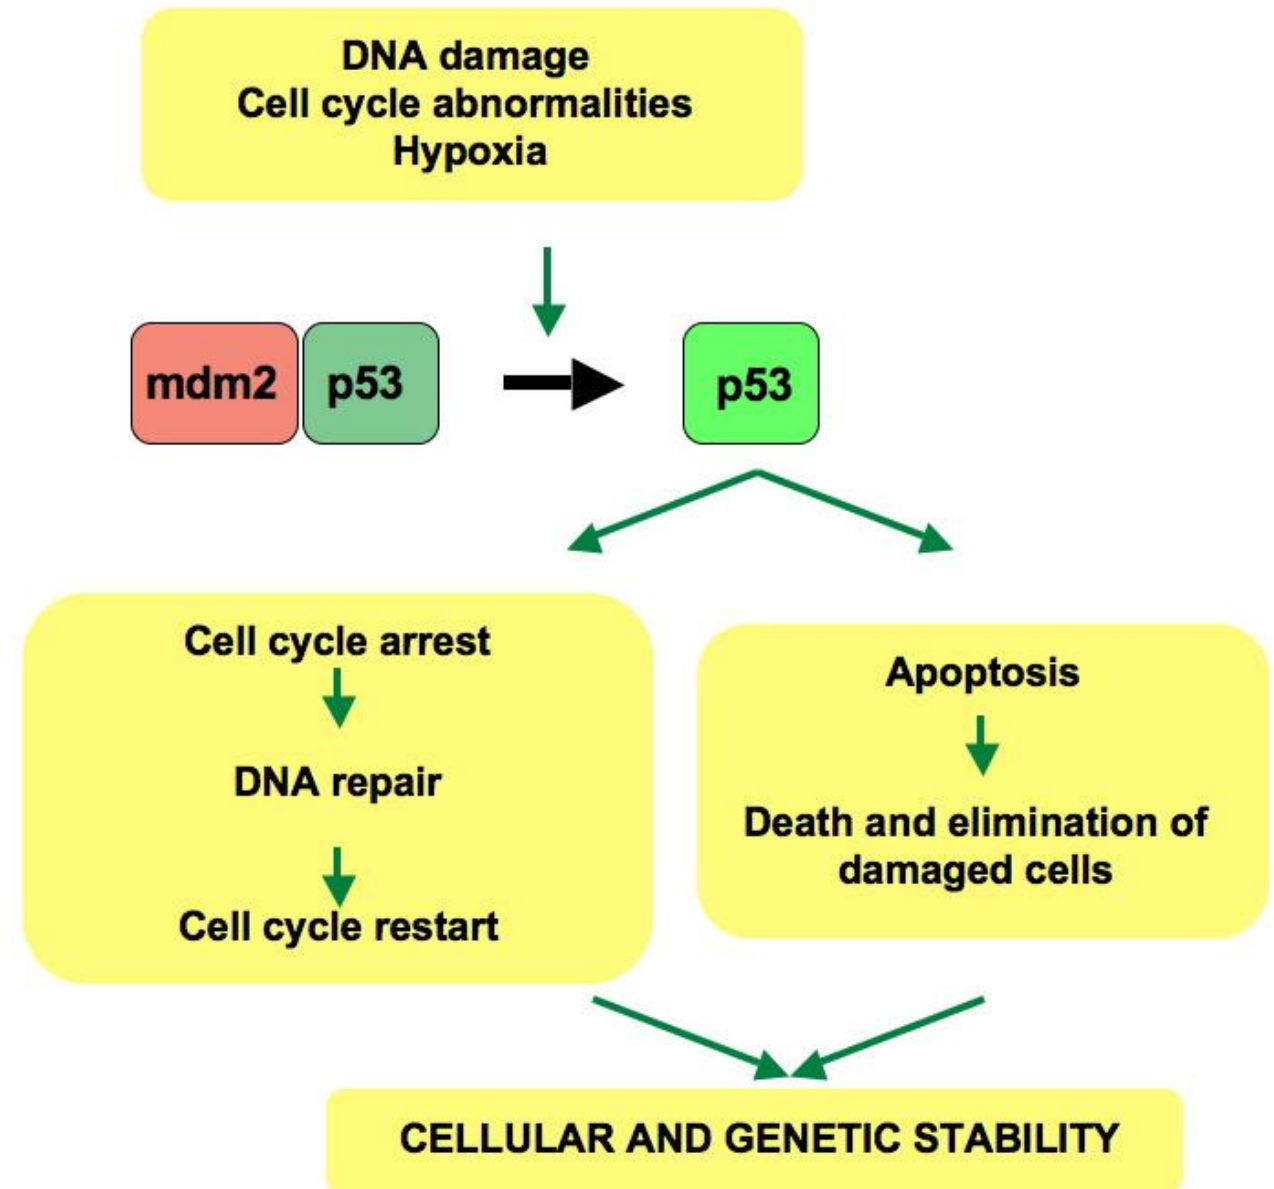 DNA damage
Cell cycle abnormalities
Hypoxia
mdm2 p53 p53
Cell cycle arrest
DNA repair
Cell cycle restart
Apoptosis
Death and elimination of
damaged cells
CELLULAR AND GENETIC STABILITY